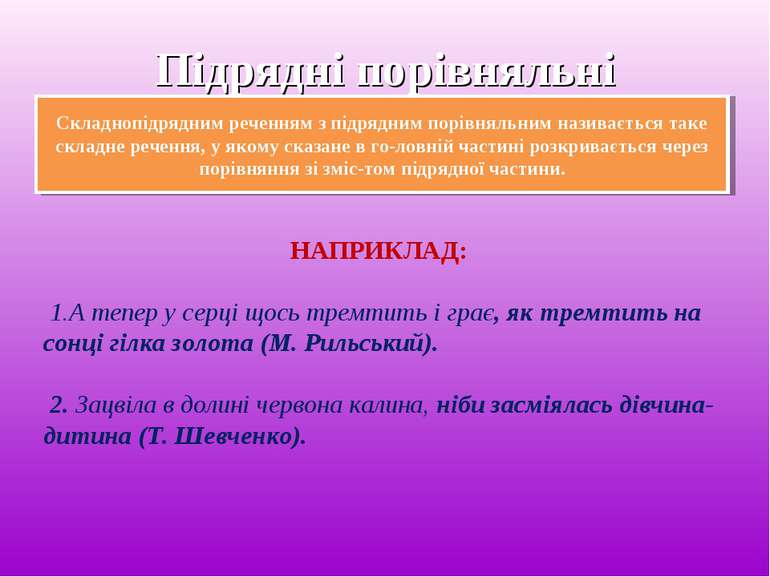 Підрядні порівняльні
Складнопідрядним реченням з підрядним порівняльним називається таке
складне речення, у якому сказане в го-ловній частині розкривається через
порівняння зі зміс-том підрядної частини.
НАПРИКЛАД:
1.А тепер у серці щось тремтить і грає, як тремтить на
сонці гілка золота (М. Рильський).
2. Зацвіла в долині червона калина, ніби засміялась дівчина-
дитина (Т. Шевченко).